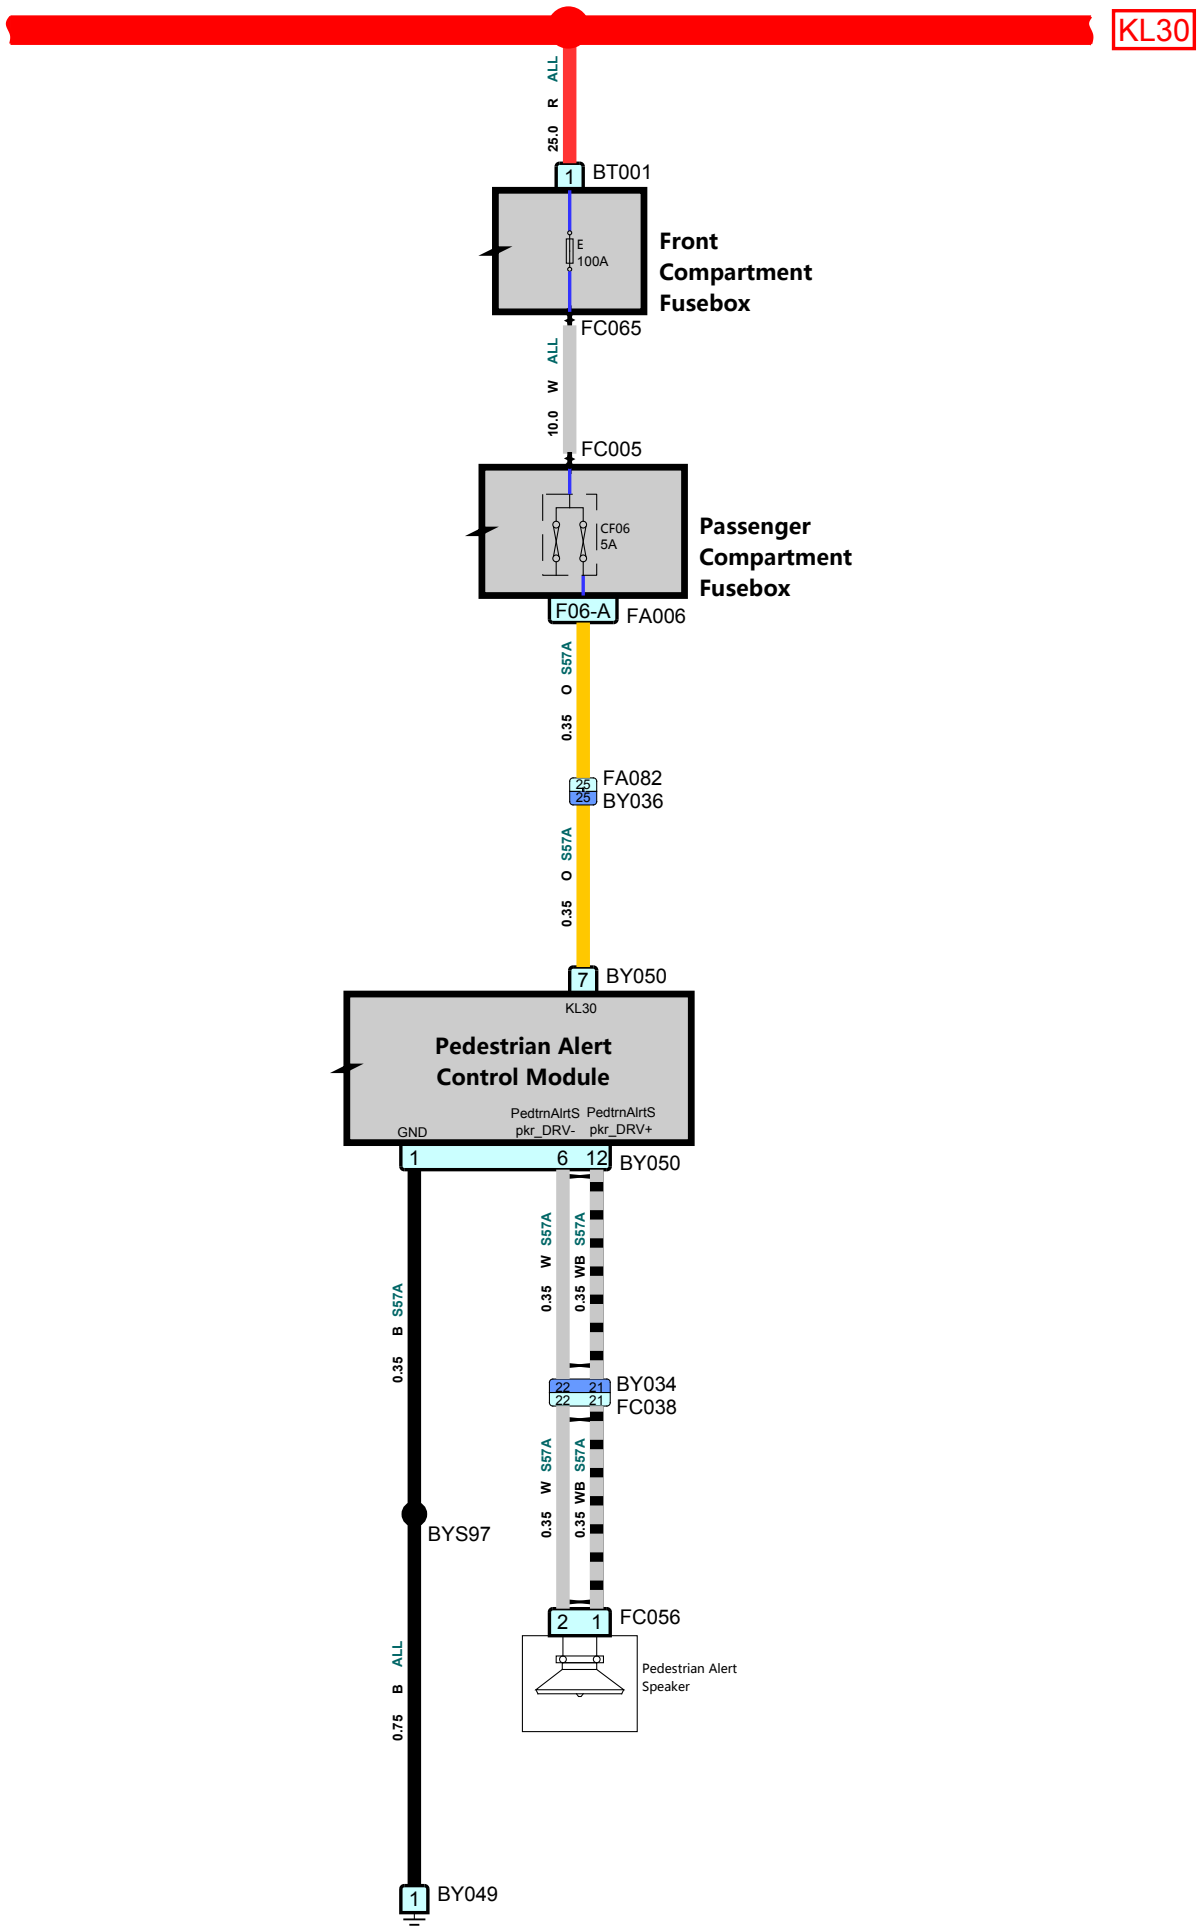 KL30
25.0 R ALL
1 BT001
E
100A
Front
Compartment
Fusebox
FC065
10.0 W ALL
FC005
CF06
5A
Passenger
Compartment
Fusebox
F06-A FA006
0.35 O S57A
25 FA082
25 BY036
0.35 O S57A
7 BY050
KL30
Pedestrian Alert
Control Module
GND
PedtrnAlrtS
pkr_DRV-
PedtrnAlrtS
pkr_DRV+
1 6 12 BY050
0.35 B S57A
0.35 W S57A
0.35 WB S57A
22 21 BY034
22 21 FC038
0.35 W S57A
0.35 WB S57A
BYS97
2 1 FC056
Pedestrian Alert
Speaker
0.75 B ALL
1 BY049